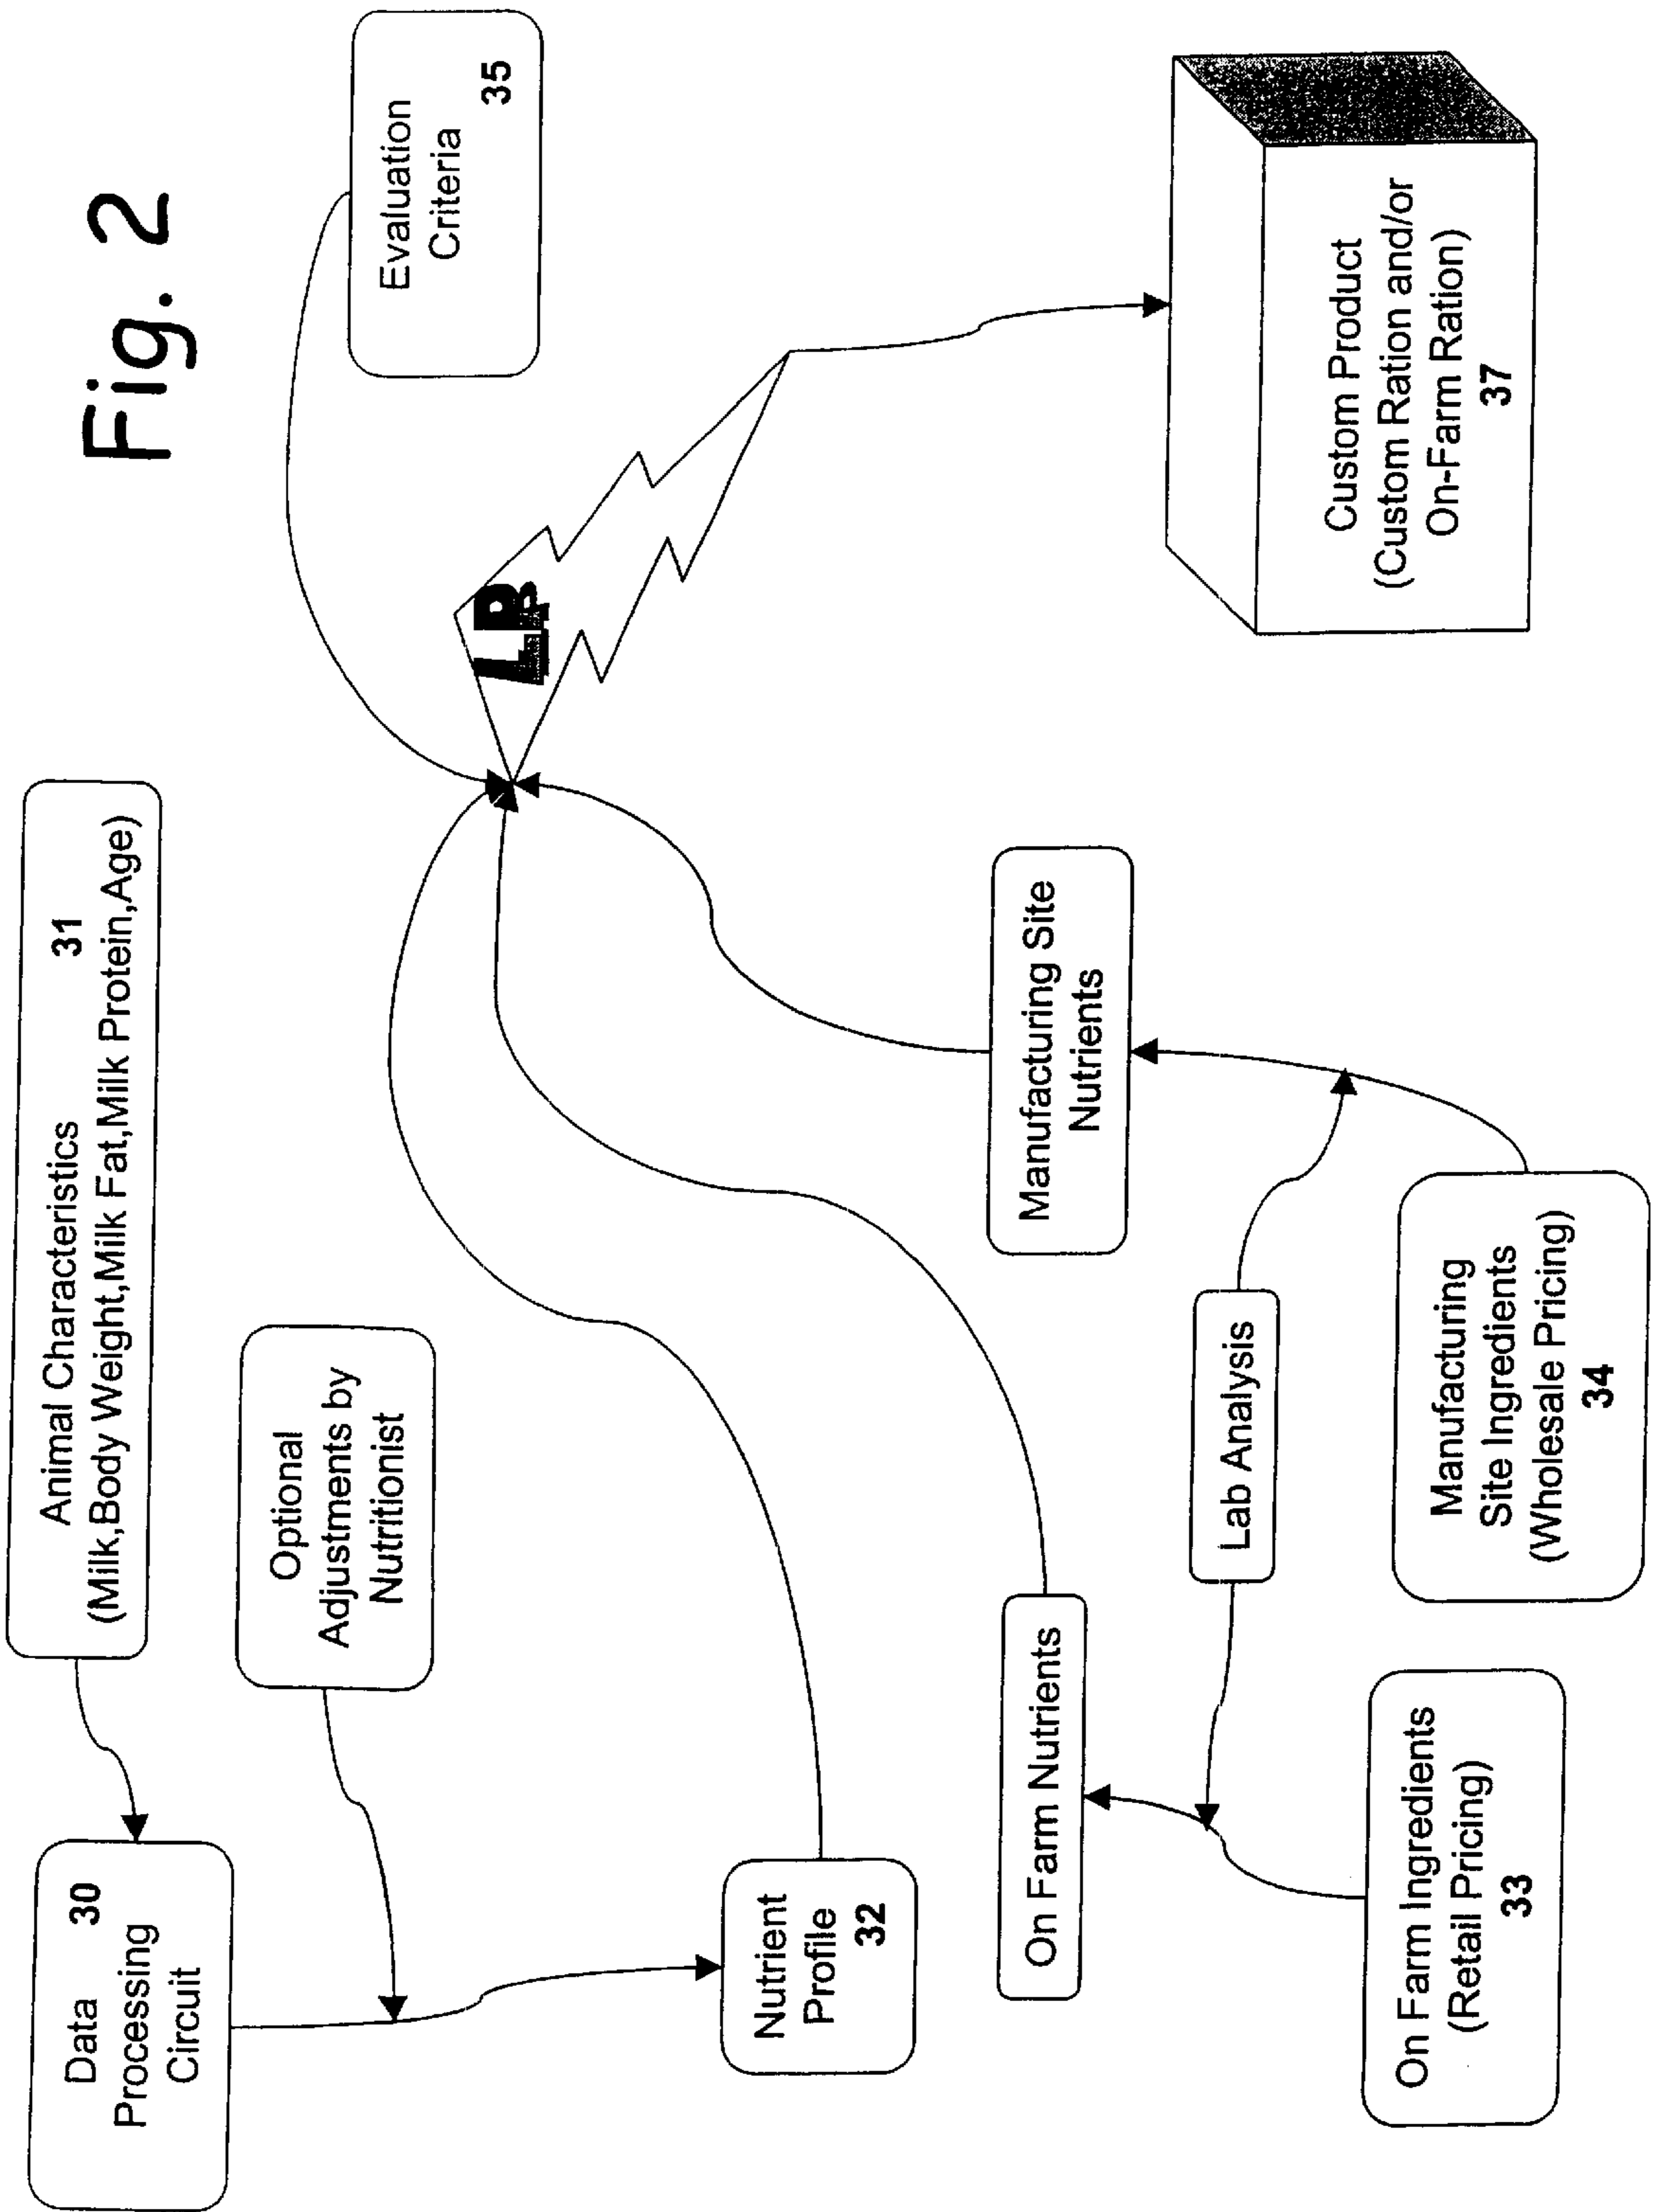 Fig. 2
Animal Characteristics 31
(Milk,Body Weight,Milk Fat,Milk Protein,Age)
Data 30
Processing
Circuit
Optional
Adjustments by
Nutritionist
Evaluation
Criteria
35
LP
Nutrient
Profile
32
On Farm Nutrients
Manufacturing Site
Nutrients
Lab Analysis
On Farm Ingredients
(Retail Pricing)
33
Manufacturing
Site Ingredients
(Wholesale Pricing)
34
Custom Product
(Custom Ration and/or
On-Farm Ration)
37